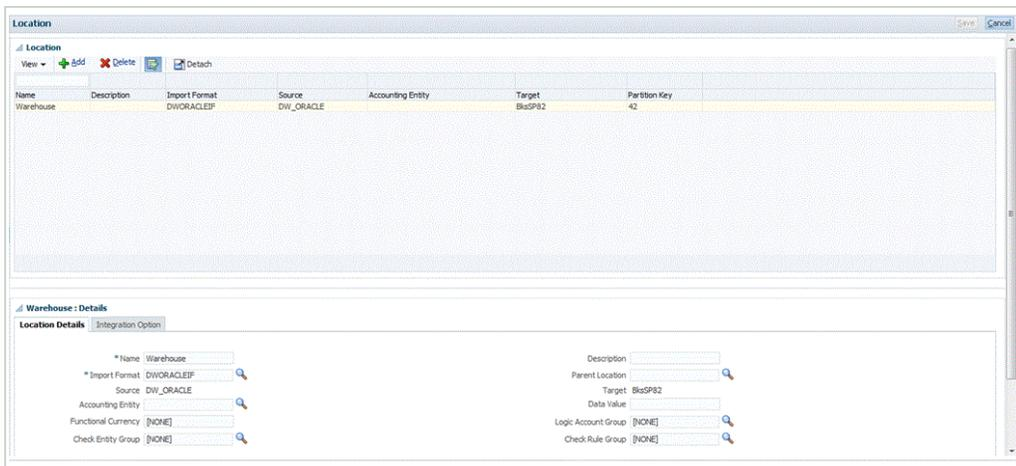 Location Save Cancel
Location
View Add Delete Detach
Name Description Import Format Source Accounting Entity Target Partition Key
Warehouse DWORACLEIF DW_ORACLE BksSP82 42
Warehouse : Details
Location Details Integration Option
* Name Warehouse Description
* Import Format DWORACLEIF Parent Location
Source DW_ORACLE Target BksSP82
Accounting Entity Data Value
Functional Currency [NONE] Logic Account Group [NONE]
Check Entity Group [NONE] Check Rule Group [NONE]